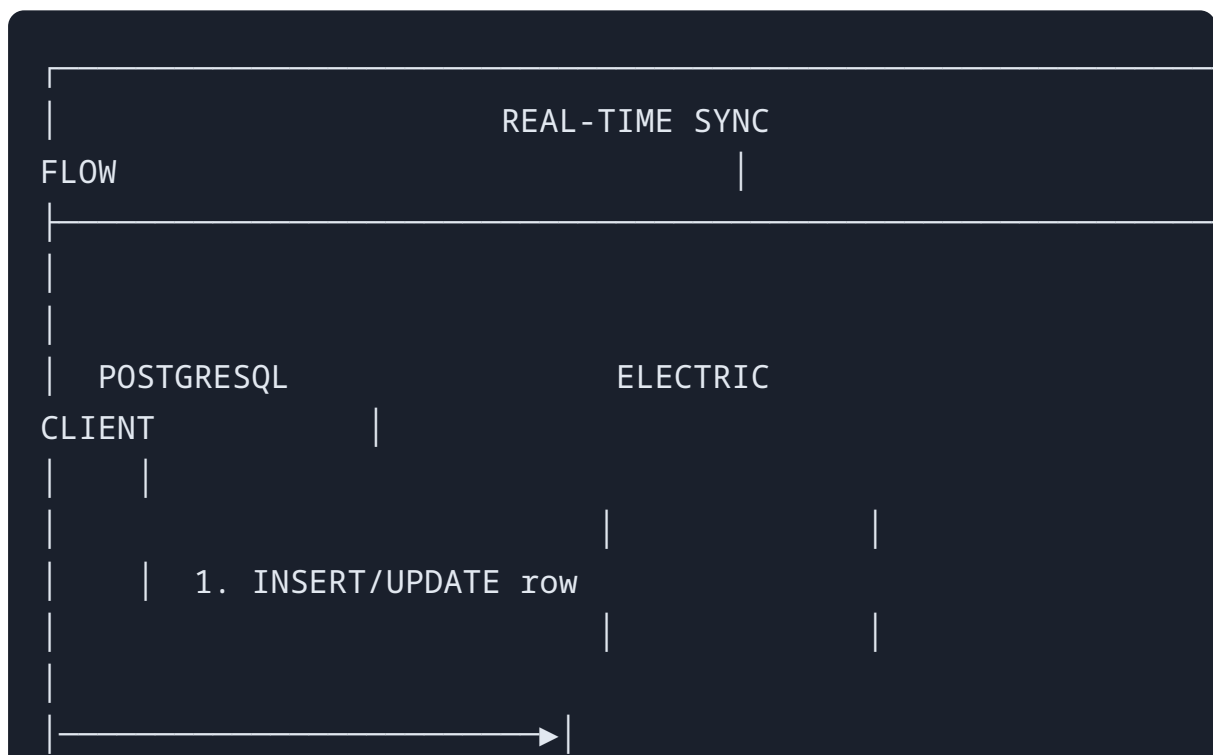 REAL-TIME SYNC
FLOW
POSTGRESQL ELECTRIC
CLIENT
1. INSERT/UPDATE row